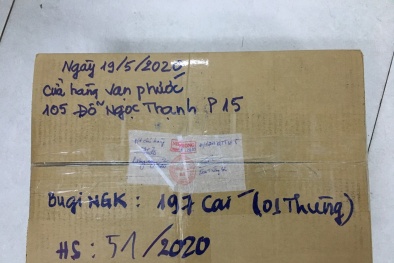 Ngày 19/5/2020
Cửa hàng Vạn phước
105 Đỗ Ngọc Thạnh P15
Bugi NGK : 197 Cái (01 Thùng)
HS : 51/2020